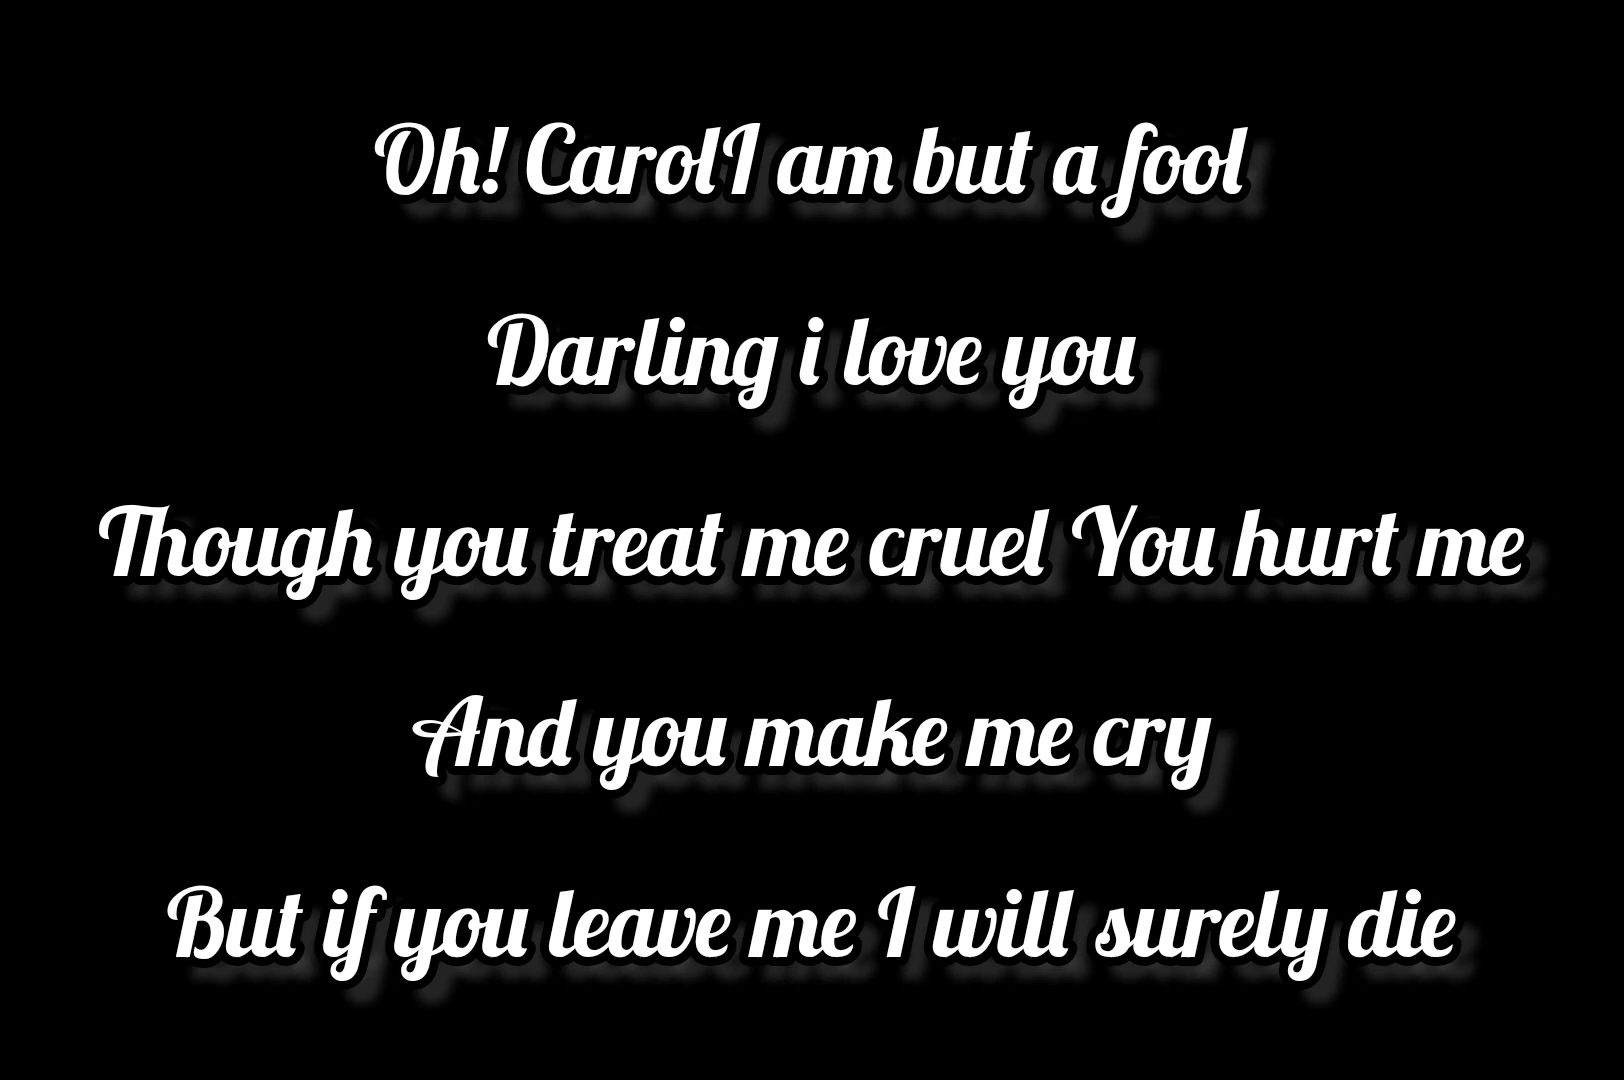 Oh! CarolI am but a fool
Darling i love you
Though you treat me cruel You hurt me
And you make me cry
But if you leave me I will surely die